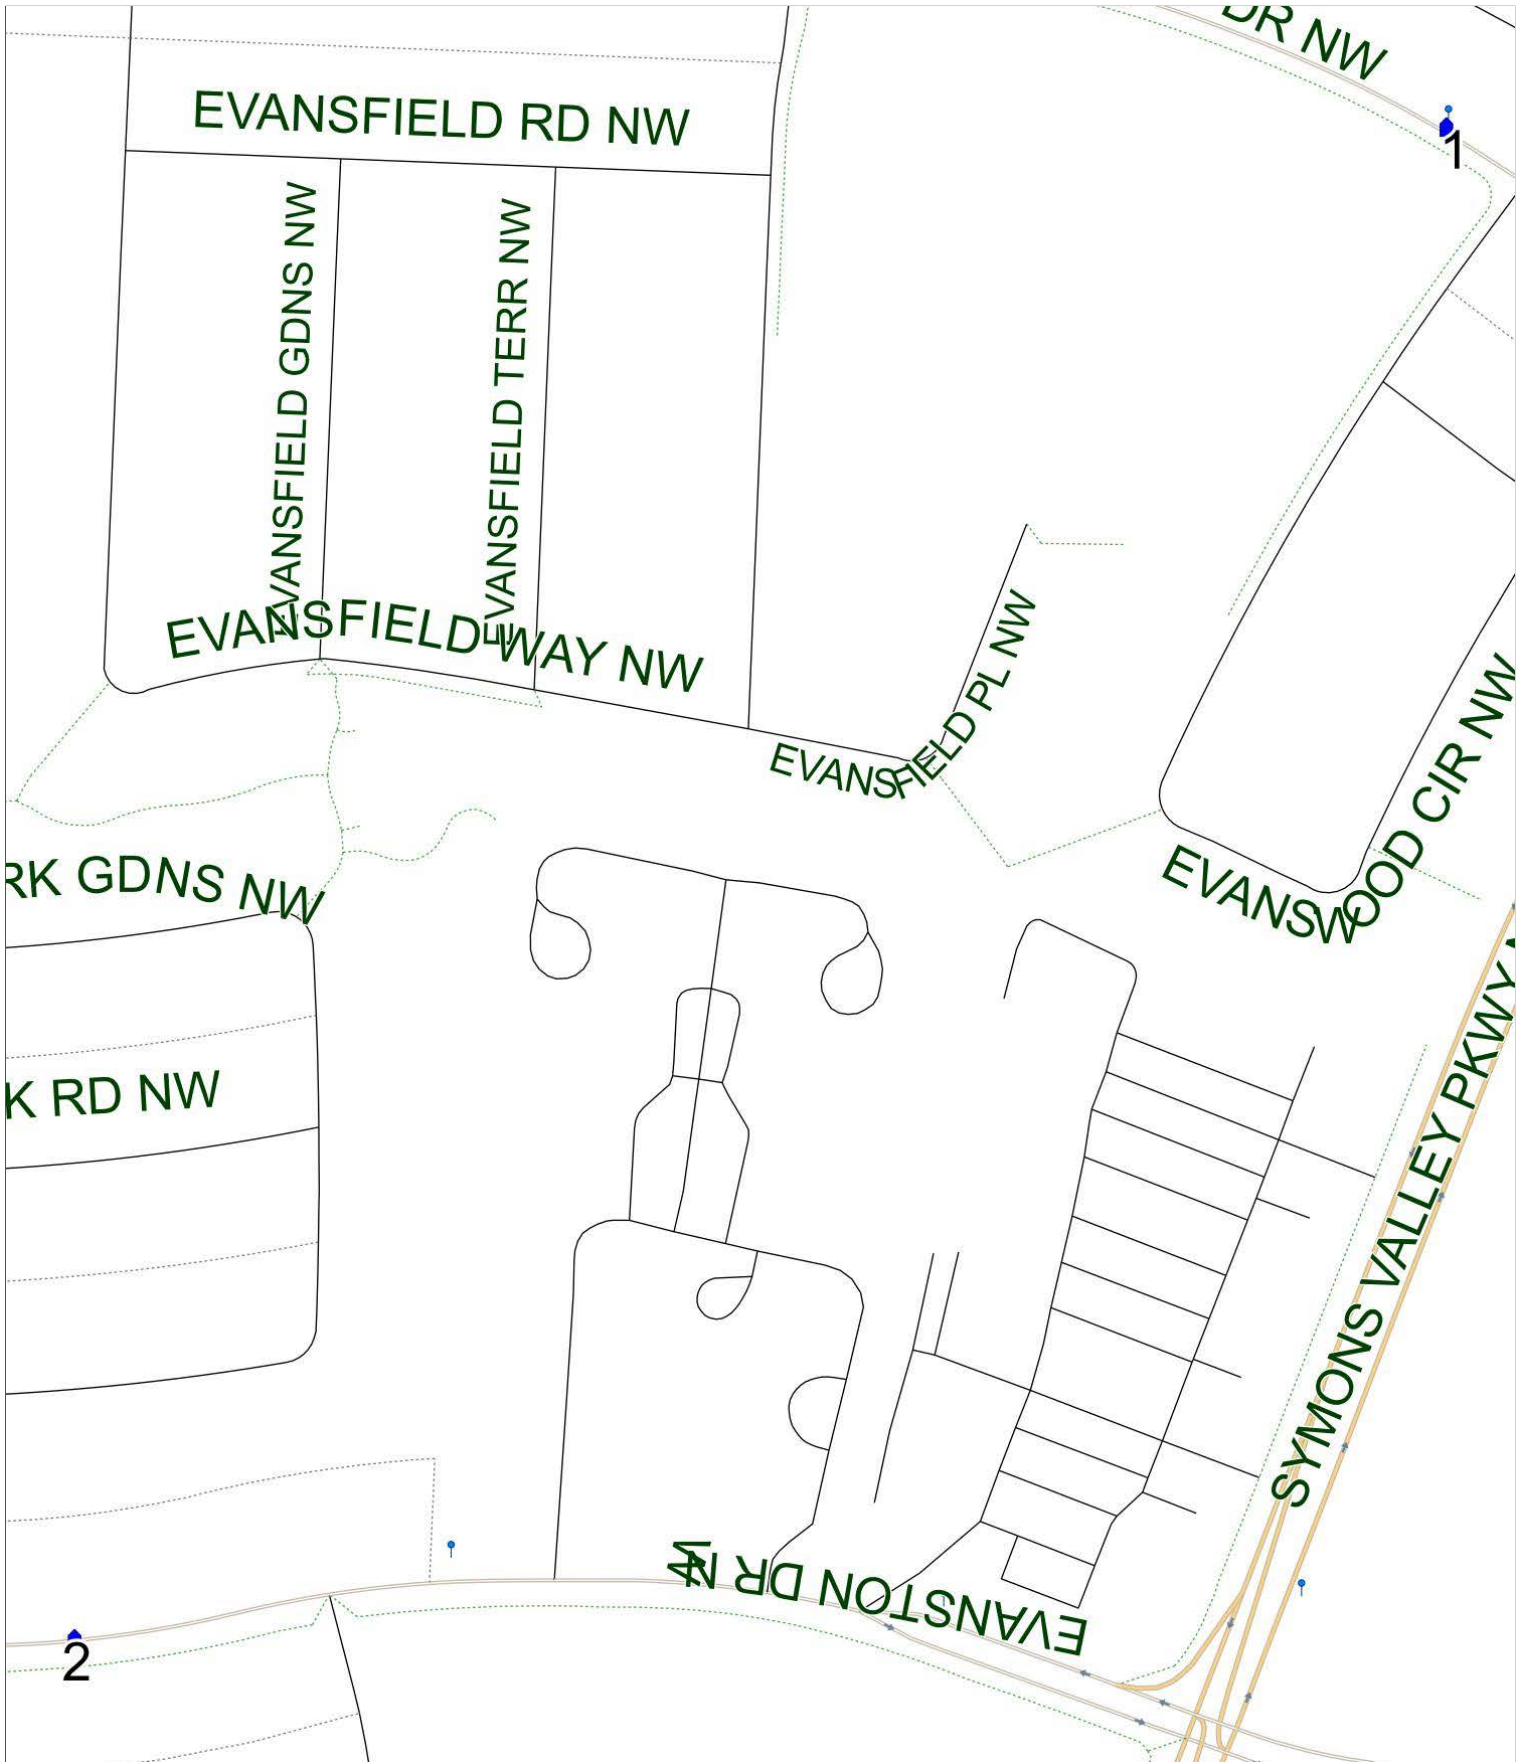 DR NW
1
EVANSFIELD RD NW
EVANSFIELD GDNS NW
EVANSFIELD TERR NW
EVANSFIELD WAY NW
EVANSFIELD PL NW
EVANSWOOD CIR NW
RK GDNS NW
K RD NW
SYMONS VALLEY PKWY N
EVANSTON DR NW
2